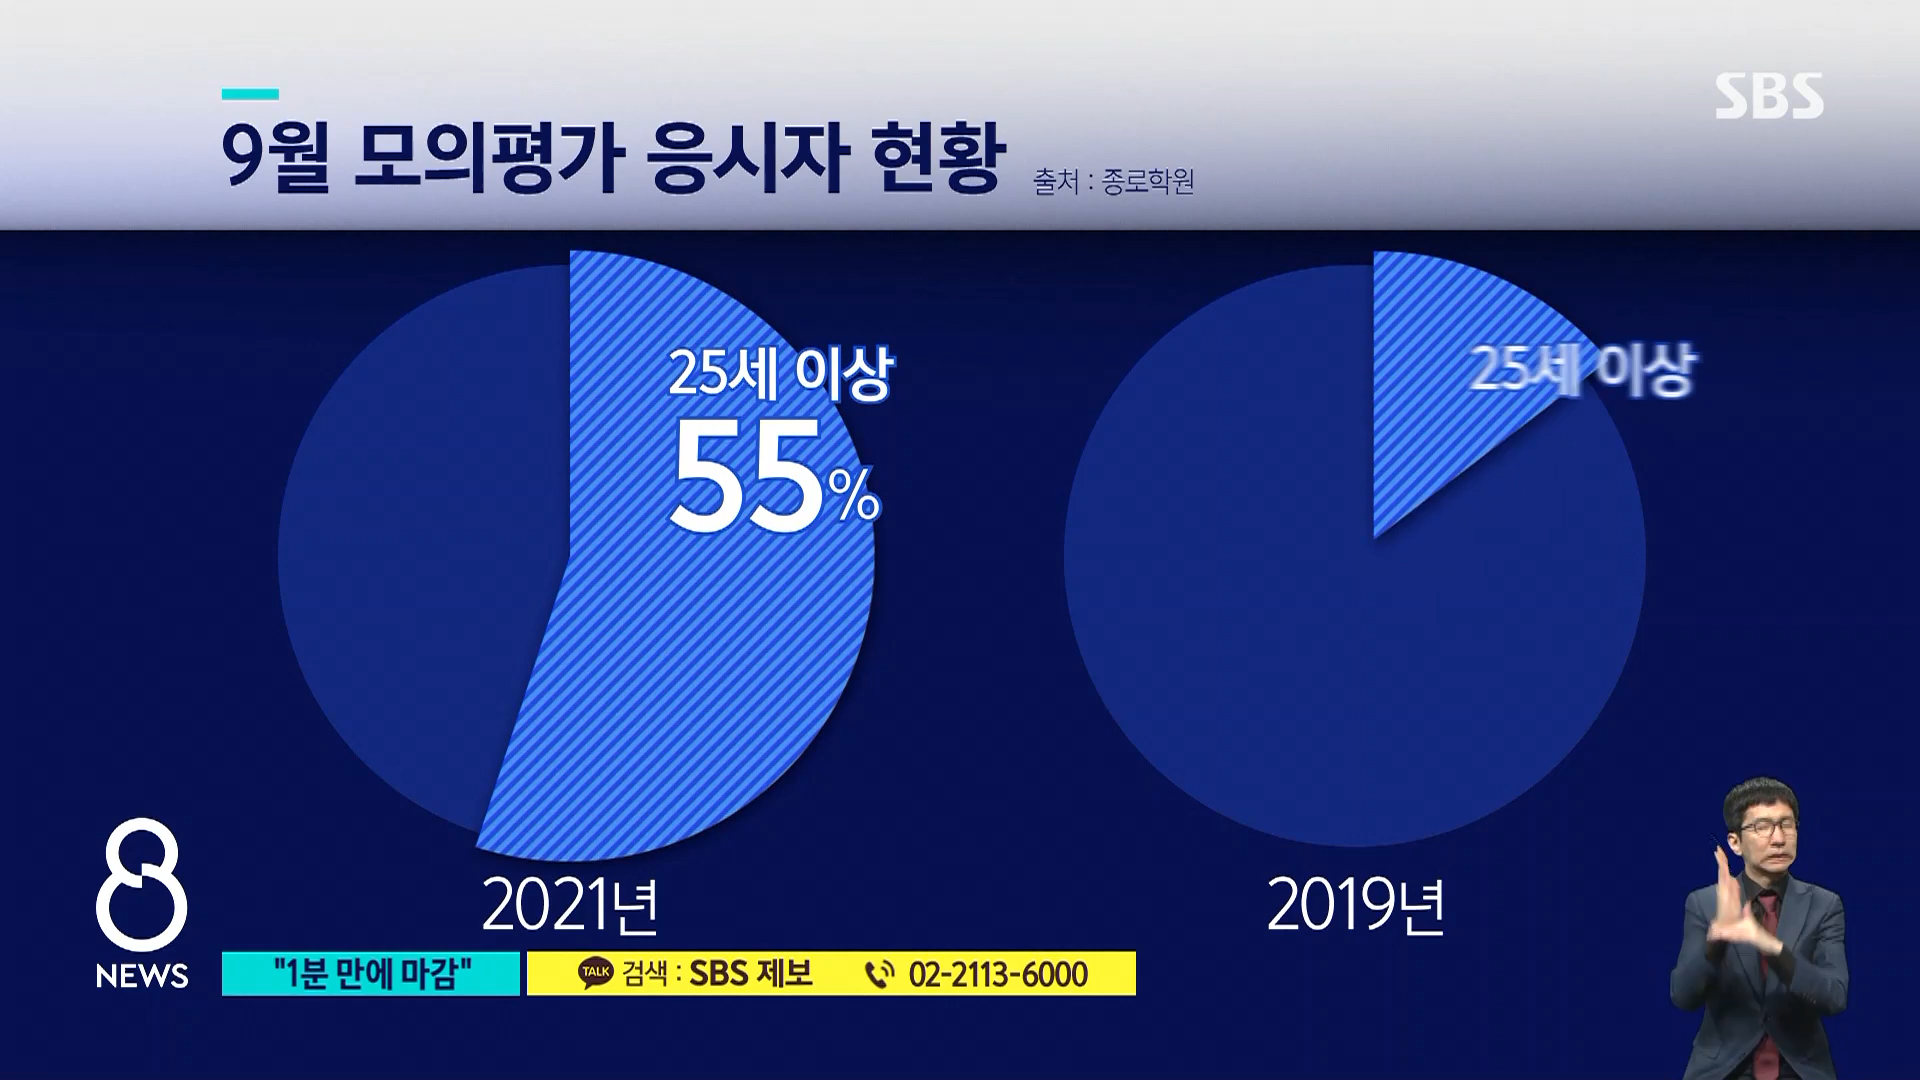 SBS
9월 모의평가 응시자 현황 출처 : 종로학원
25세 이상
55%
25세 이상
2021년
2019년
8
NEWS
"1분 만에 마감"
TALK 검색 : SBS 제보 02-2113-6000